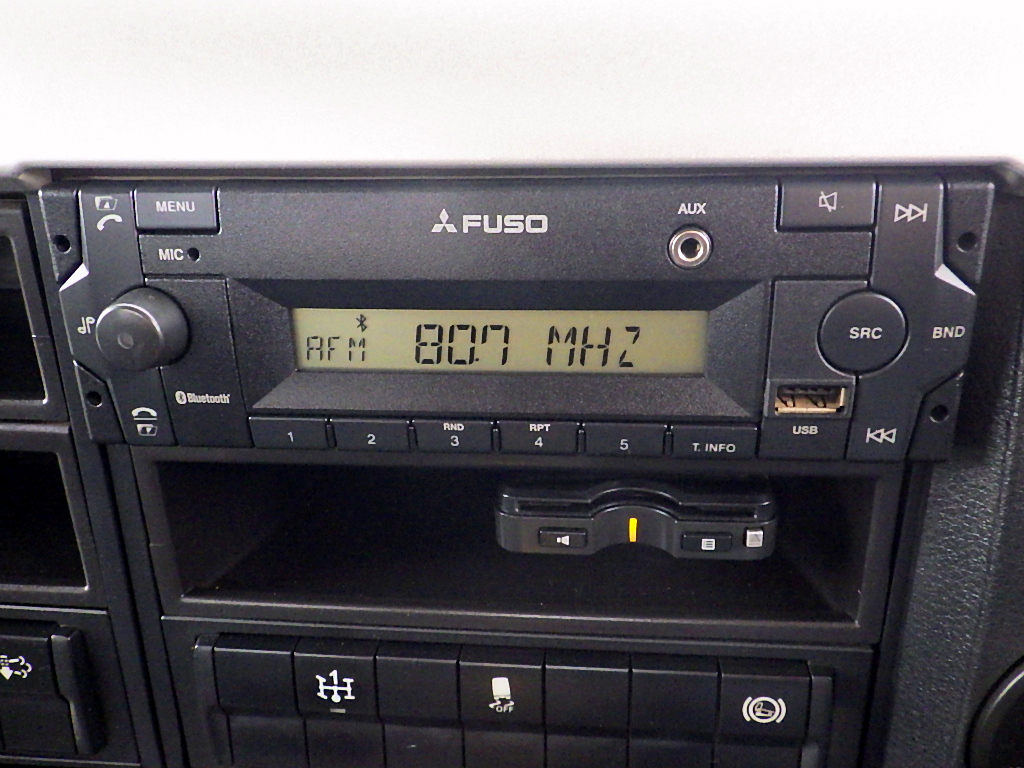 MENU
FUSO
AUX
MIC
AFM 80.7 MHZ
SRC
BND
Bluetooth
1
2
RND
3
RPT
4
5
T. INFO
USB
1
OFF